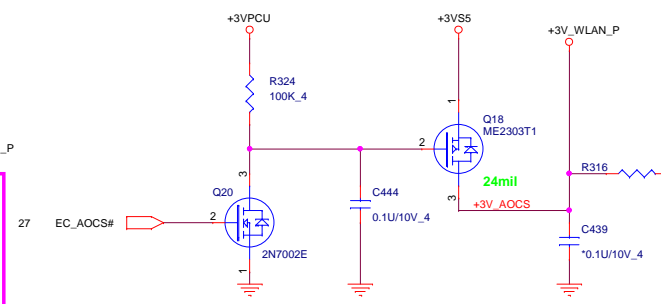 +3VPCU
+3VS5
+3V_WLAN_P
R324
100K_4
1
Q18
ME2303T1
2
_P
3
24mil
R316
Q20
3
C444
0.1U/10V_4
+3V_AOCS
27
EC_AOCS#
2
C439
*0.1U/10V_4
2N7002E
1